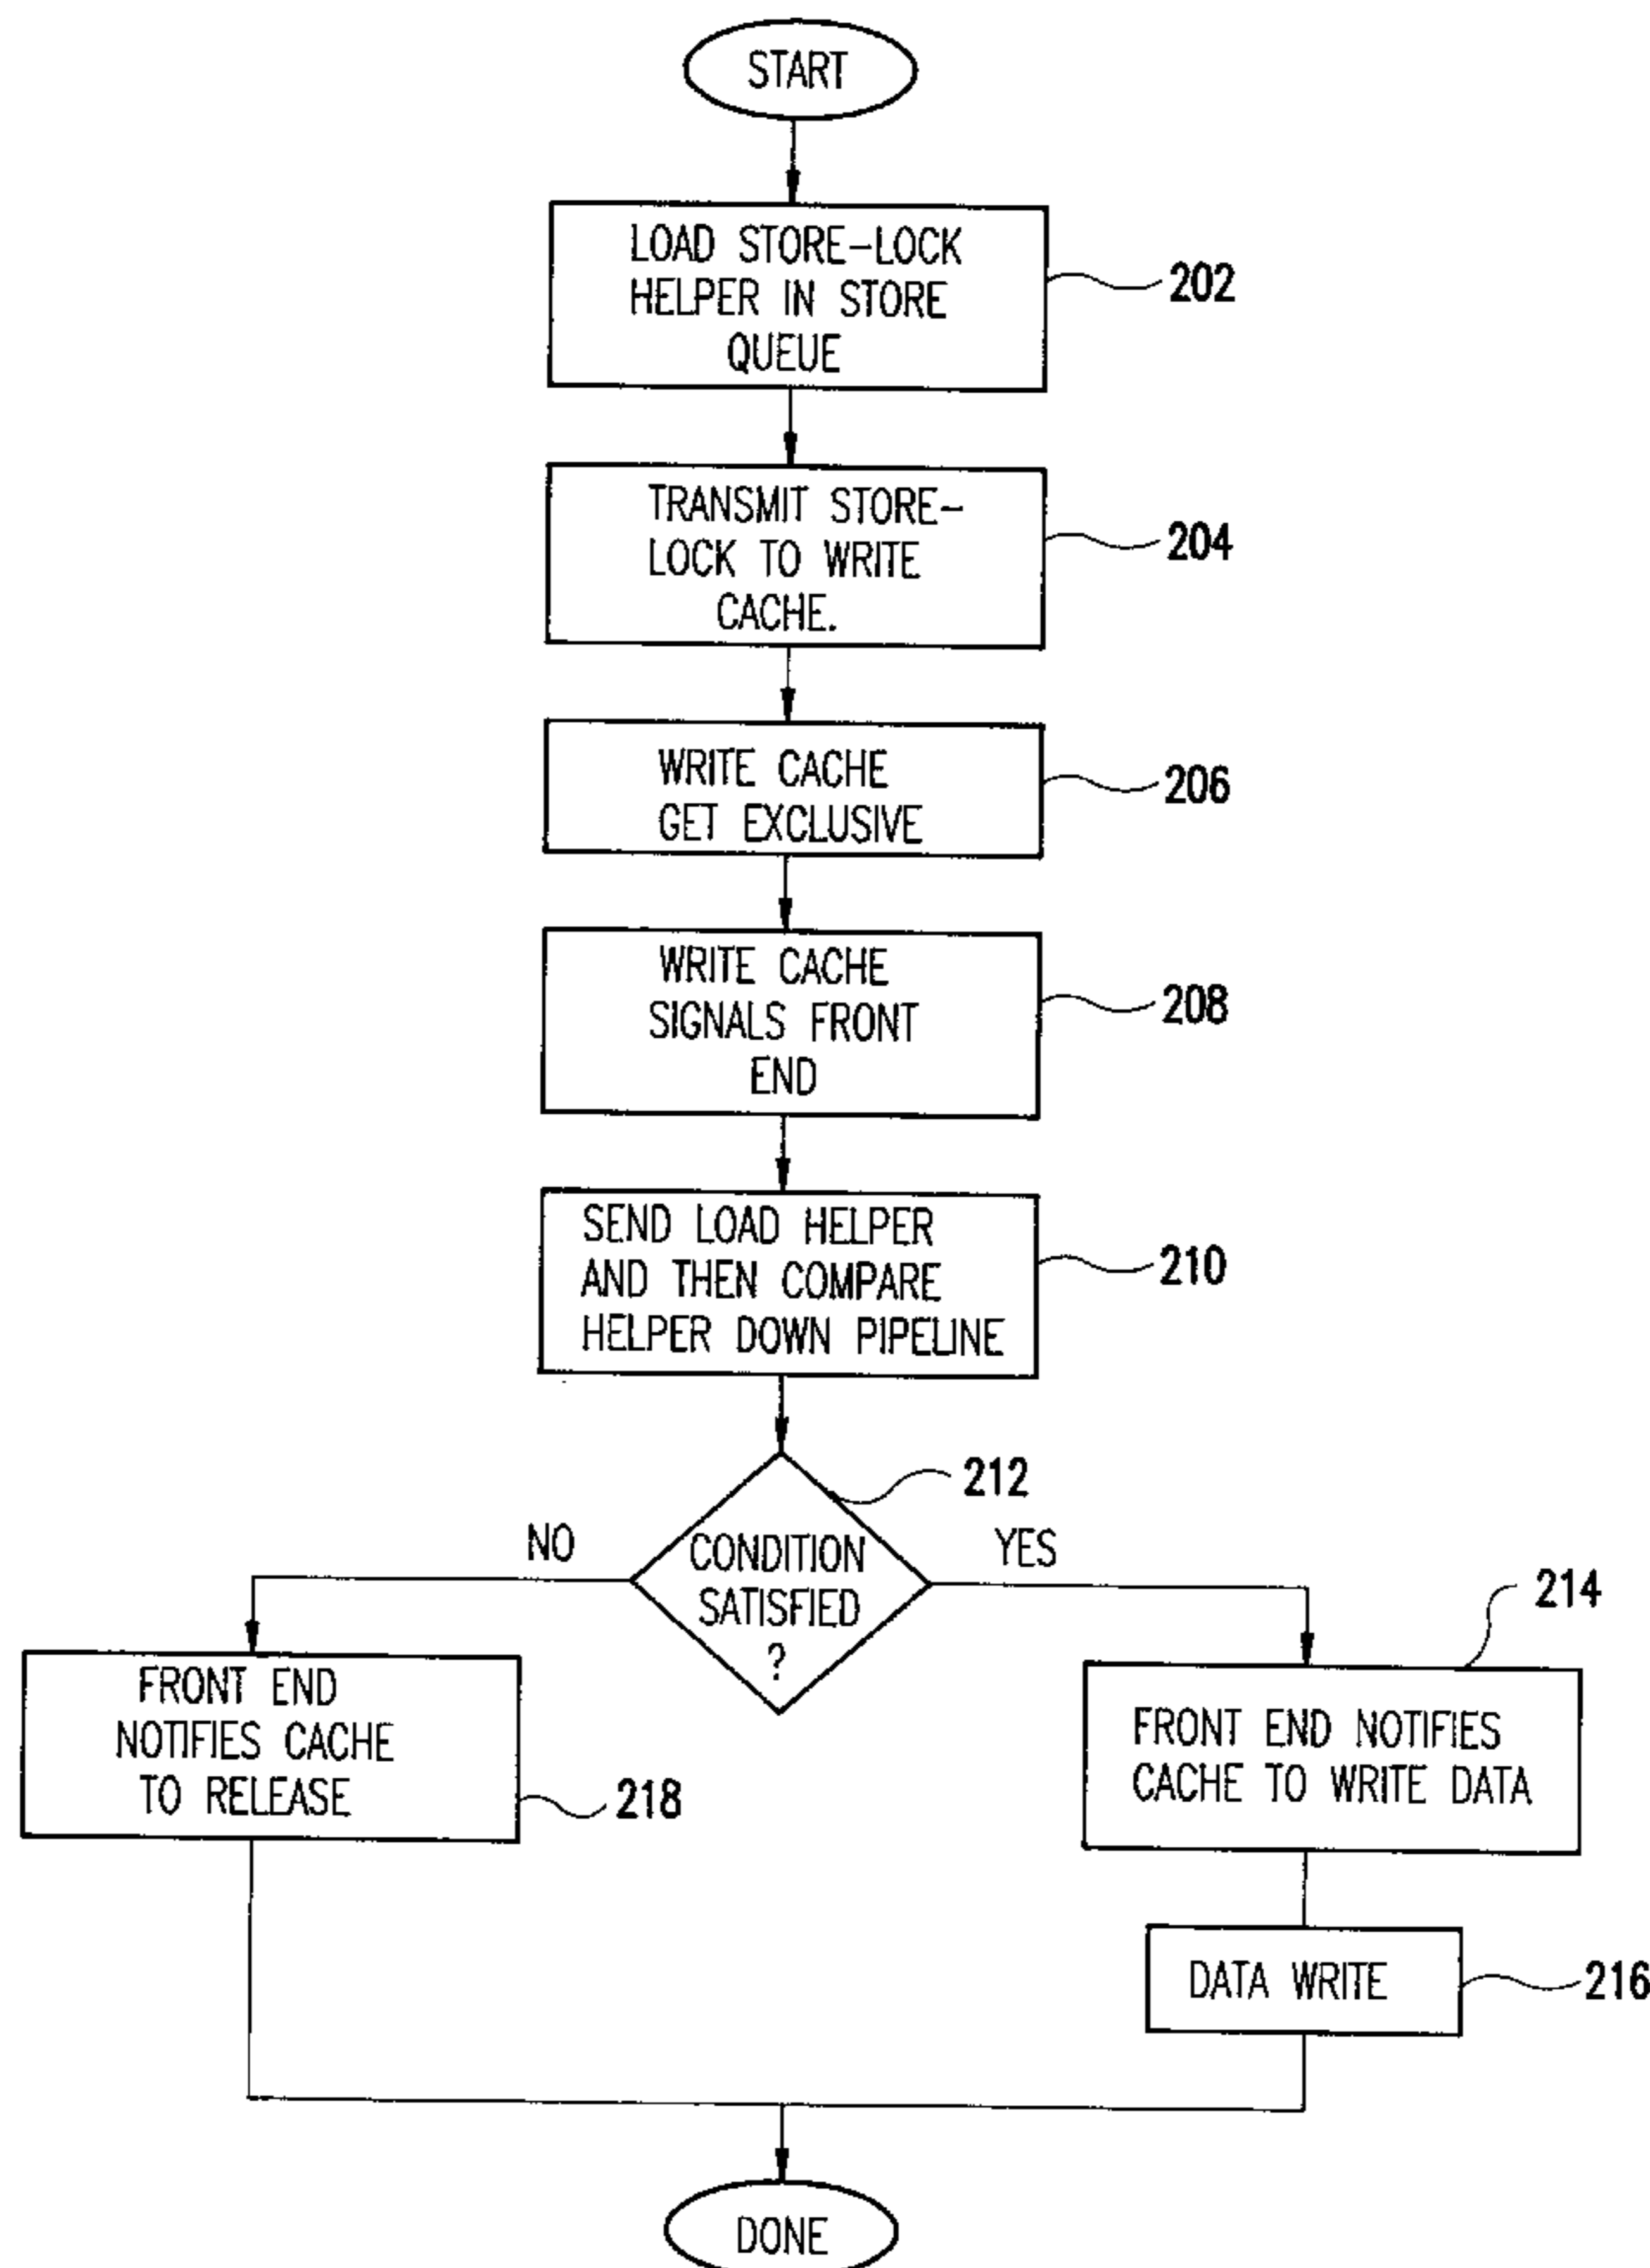 START
LOAD STORE-LOCK
HELPER IN STORE
QUEUE
202
TRANSMIT STORE-
LOCK TO WRITE
CACHE.
204
WRITE CACHE
GET EXCLUSIVE
206
WRITE CACHE
SIGNALS FRONT
END
208
SEND LOAD HELPER
AND THEN COMPARE
HELPER DOWN PIPELINE
210
212
NO
CONDITION
SATISFIED
?
YES
214
FRONT END
NOTIFIES CACHE
TO RELEASE
218
FRONT END NOTIFIES
CACHE TO WRITE DATA
DATA WRITE
216
DONE